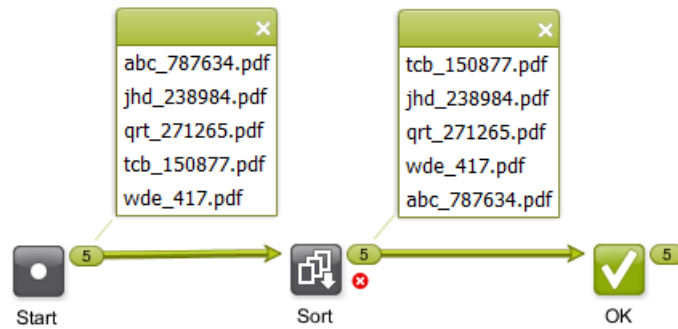 abc_787634.pdf
jhd_238984.pdf
qrt_271265.pdf
tcb_150877.pdf
wde_417.pdf
tcb_150877.pdf
jhd_238984.pdf
qrt_271265.pdf
wde_417.pdf
abc_787634.pdf
5
5
5
Start
Sort
OK